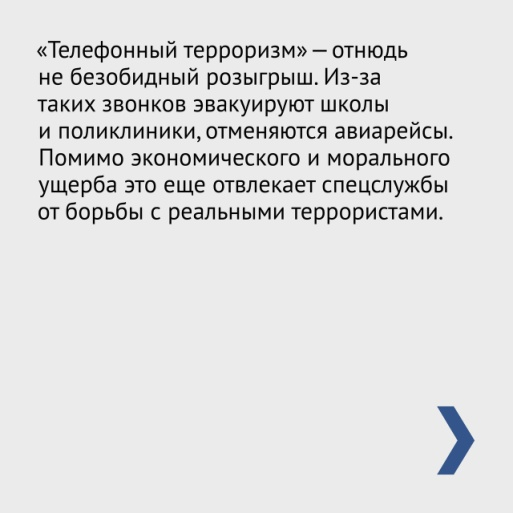 «Телефонный терроризм» — отнюдь
не безобидный розыгрыш. Из-за
таких звонков эвакуируют школы
и поликлиники, отменяются авиарейсы.
Помимо экономического и морального
ущерба это еще отвлекает спецслужбы
от борьбы с реальными террористами.